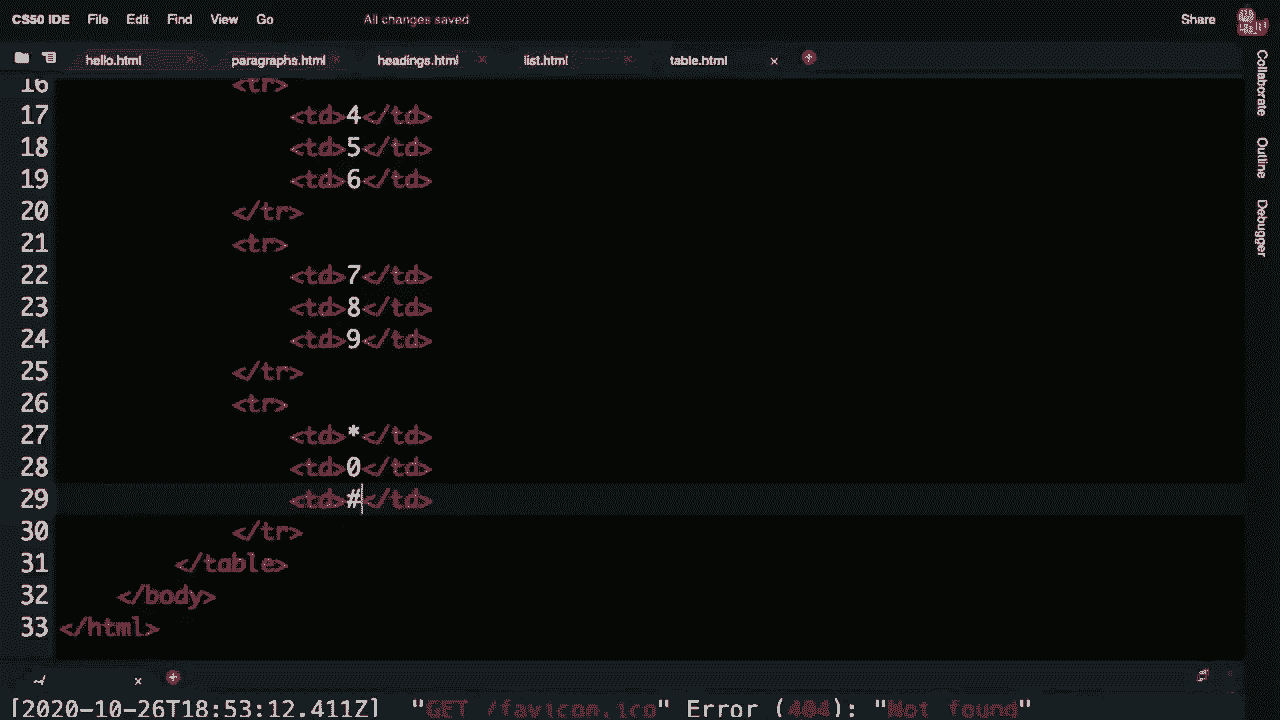 CS50 IDE File Edit Find View Go All changes saved Share
hello.html × paragraphs.html × headings.html × list.html × table.html ×
Collaborate
Outline
Debugger
16 <tr>
17 <td>4</td>
18 <td>5</td>
19 <td>6</td>
20 </tr>
21 <tr>
22 <td>7</td>
23 <td>8</td>
24 <td>9</td>
25 </tr>
26 <tr>
27 <td>*</td>
28 <td>0</td>
29 <td>#</td>
30 </tr>
31 </table>
32 </body>
33 </html>
[2020-10-26T18:53:12.411Z] "GET /favicon.ico" Error (404): "Not found"